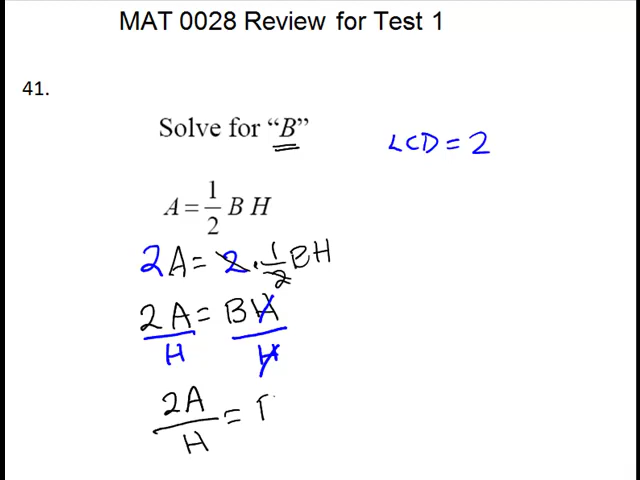 MAT 0028 Review for Test 1
41.
Solve for “B”
LCD = 2
A = 1/2 B H
2A = 2 · 1/2 BH
2A/H = BH/H
2A/H =